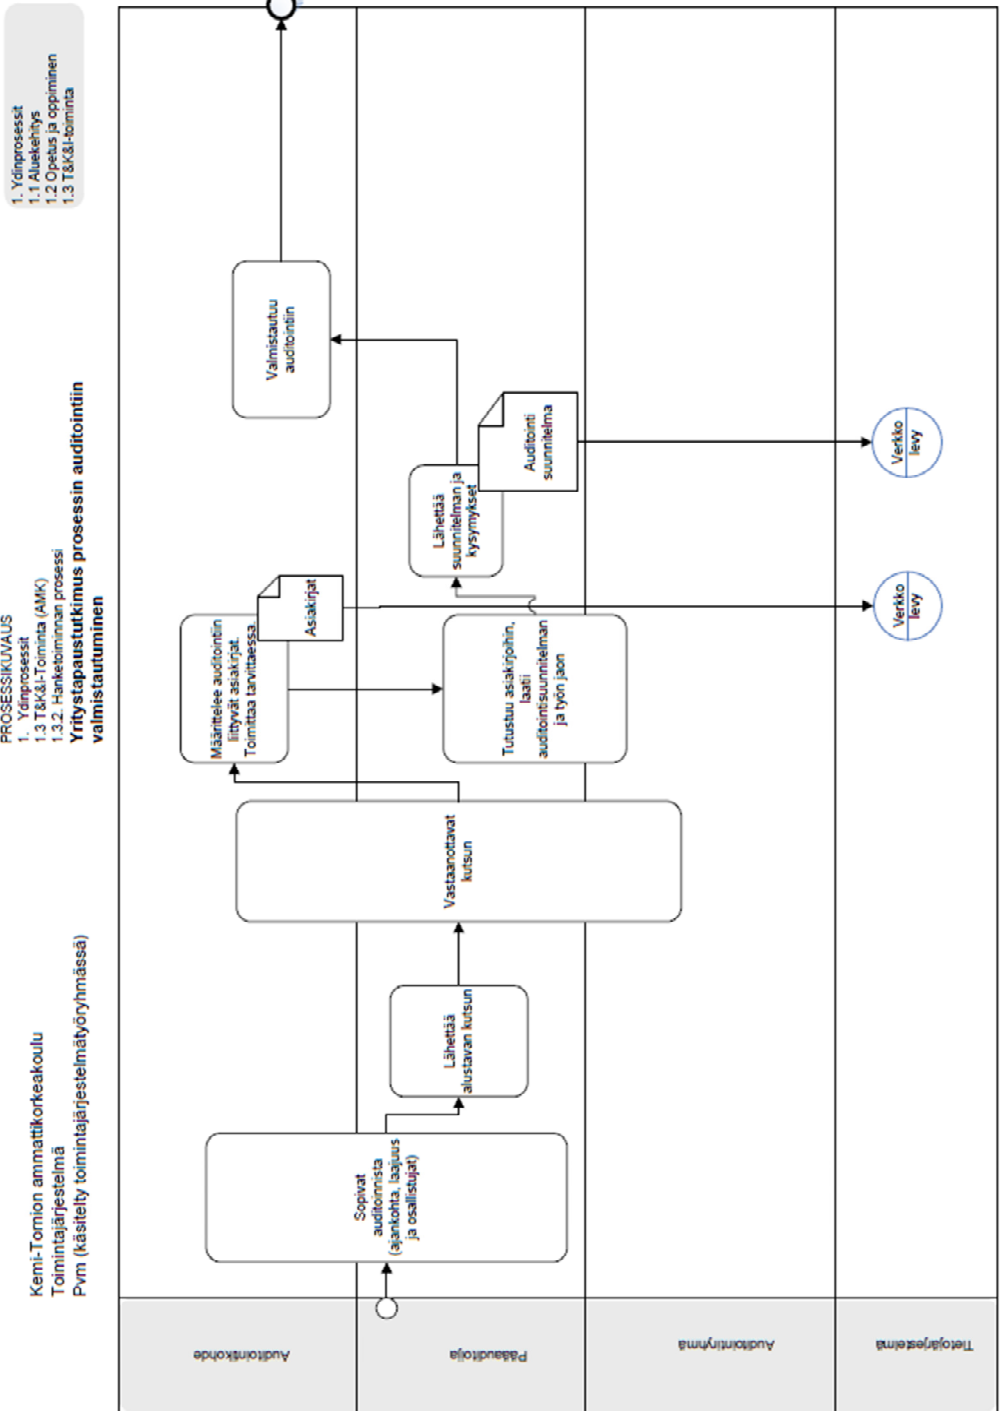 Kemi-Tornion ammattikorkeakoulu
Toimintajärjestelmä
Pvm (käsitelty toimintajärjestelmätyöryhmässä)
PROSESSIKUVAUS
1. Ydinprosessit
1.3 T&K&I-Toiminta (AMK)
1.3.2. Hanketoiminnan prosessi
Yritystapaustutkimus prosessin auditointiin
valmistautuminen
1. Ydinprosessit
1.1 Aluekehitys
1.2 Opetus ja oppiminen
1.3 T&K&I-toiminta
Auditointikohde
Pääauditoija
Auditointiryhmä
Tietojärjestelmä
Sopivat
auditoinnista
(ajankohta, laajuus
ja osallistujat)
Lähettää
alustavan kutsun
Vastaanottavat
kutsun
Määrittelee auditointiin
liittyvät asiakirjat.
Toimittaa tarvittaessa.
Asiakirjat
Tutustuu asiakirjoihin,
laatii
auditointisuunnitelman
ja työn jaon
Lähettää
suunnitelman ja
kysymykset
Auditointi
suunnitelma
Valmistautuu
auditointiin
Verkko
levy
Verkko
levy